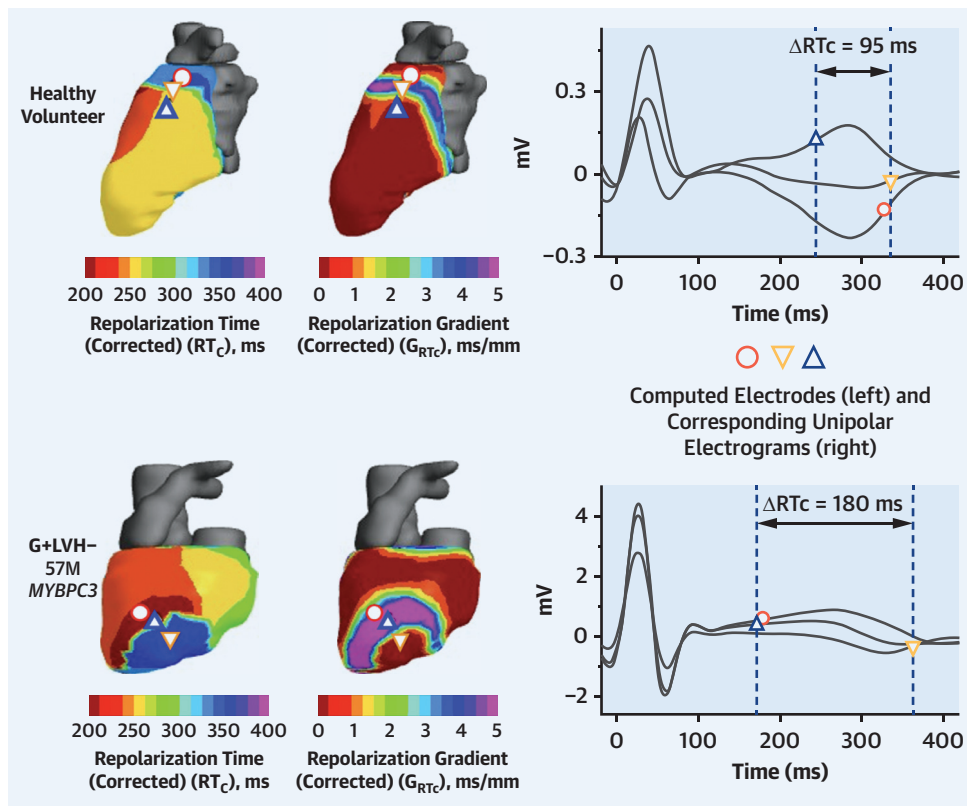 Healthy
Volunteer
200 250 300 350 400
Repolarization Time
(Corrected) (RTC), ms
0 1 2 3 4 5
Repolarization Gradient
(Corrected) (GRTc), ms/mm
ΔRTc = 95 ms
0.3
0
−0.3
mV
0 100 200 300 400
Time (ms)
Computed Electrodes (left) and
Corresponding Unipolar
Electrograms (right)
G+LVH−
57M
MYBPC3
200 250 300 350 400
Repolarization Time
(Corrected) (RTC), ms
0 1 2 3 4 5
Repolarization Gradient
(Corrected) (GRTc), ms/mm
ΔRTc = 180 ms
4
2
0
−2
mV
0 100 200 300 400
Time (ms)